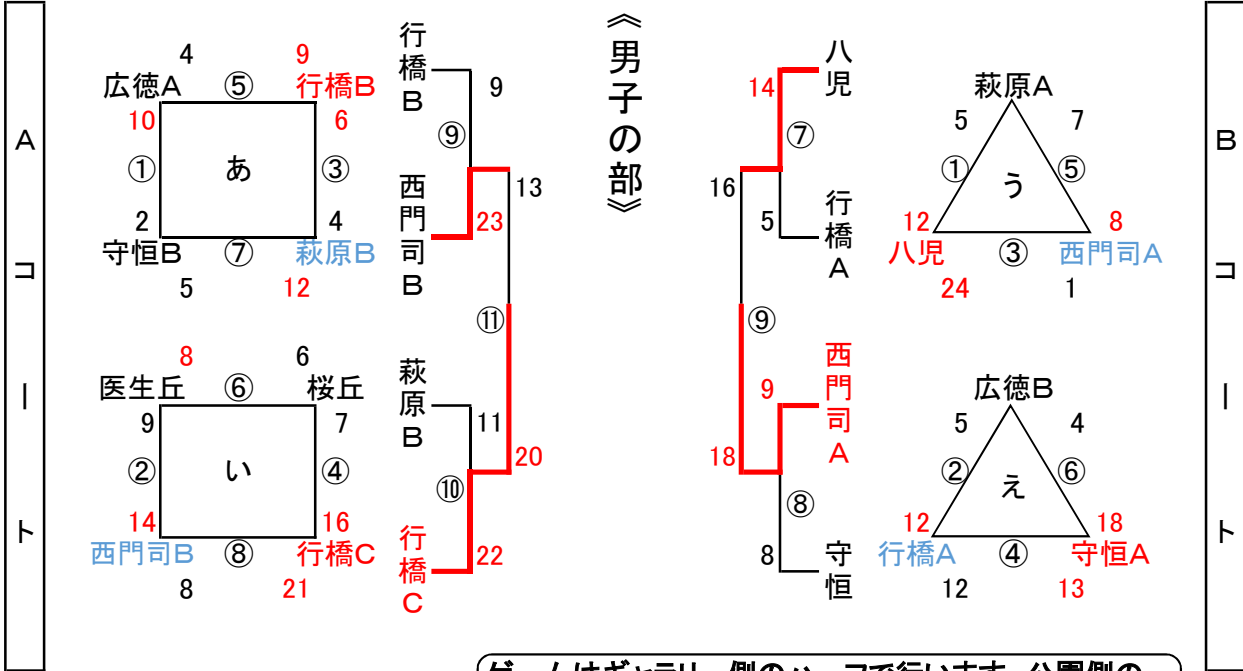 Aコート
《男子の部》
Bコート
4
9
広徳A
⑤
行橋B
10
6
①
あ
③
2
4
守恒B
⑦
萩原B
5
12
8
6
医生丘
⑥
桜丘
9
7
②
い
④
14
16
西門司B
⑧
行橋C
8
21
行橋B
9
⑨
西門司B
23
13
⑪
萩原B
11
⑩
20
行橋C
22
八児
14
⑦
16
5
行橋A
⑨
西門司A
9
18
⑧
8
守恒
萩原A
5
7
①
う
⑤
12
8
八児
③
西門司A
24
1
広徳B
5
4
②
え
⑥
12
18
行橋A
④
守恒A
12
13